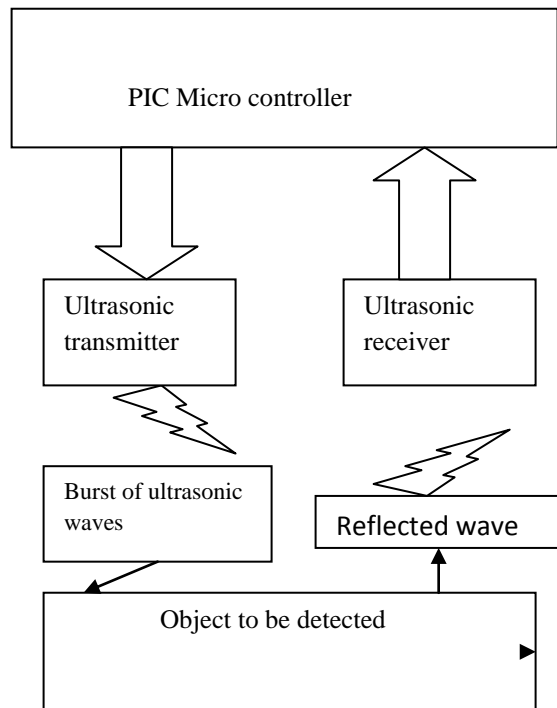 PIC Micro controller
Ultrasonic
transmitter
Ultrasonic
receiver
Burst of ultrasonic
waves
Reflected wave
Object to be detected